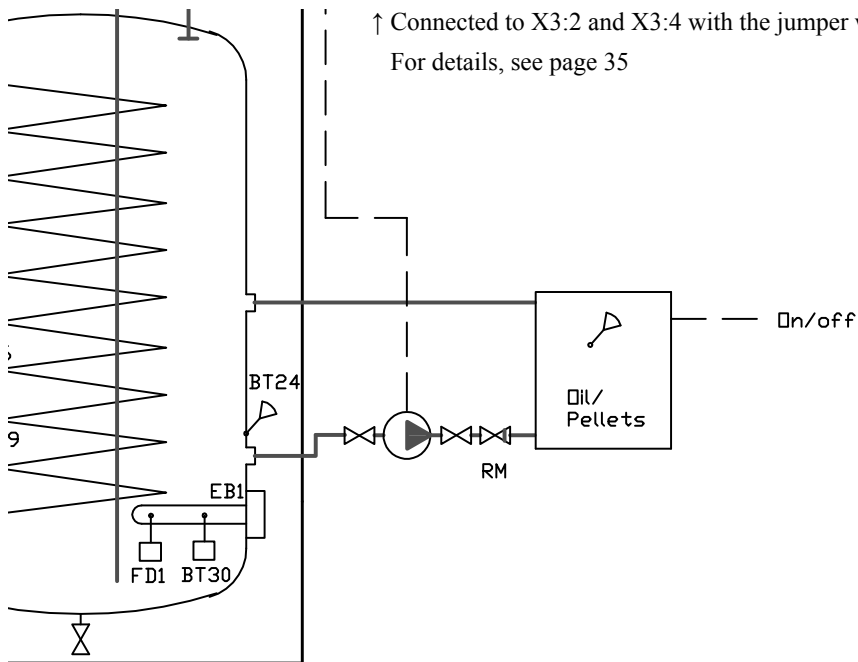 ↑ Connected to X3:2 and X3:4 with the jumper
For details, see page 35
On/off
BT24
Oil/
Pellets
9
RM
EB1
FD1 BT30